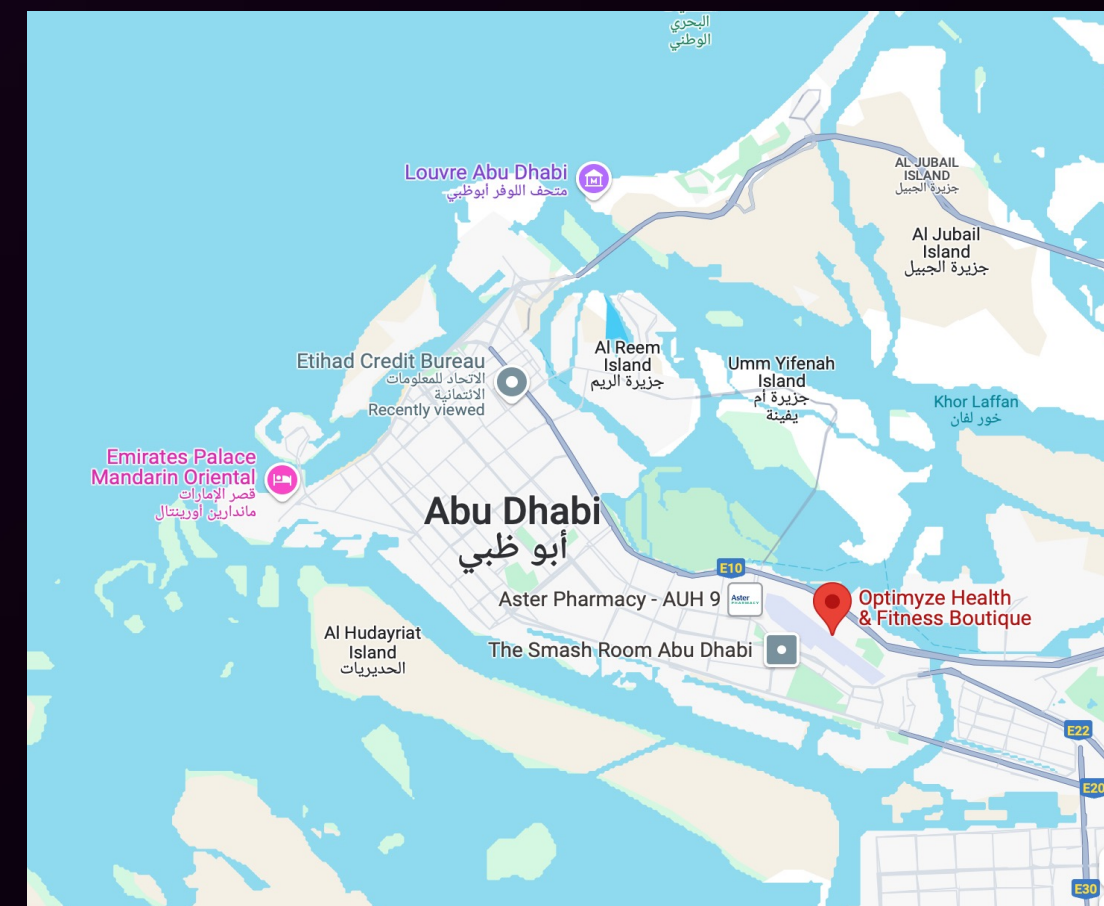 البحري
الوطني
Louvre Abu Dhabi
متحف اللوفر أبوظبي
AL JUBAIL
ISLAND
جزيرة الجبيل
Al Jubail
Island
جزيرة الجبيل
Etihad Credit Bureau
الاتحاد للمعلومات
الائتمانية
Recently viewed
Al Reem
Island
جزيرة الريم
Umm Yifenah
Island
جزيرة أم
يفينة
Khor Laffan
خور لفان
Emirates Palace
Mandarin Oriental
قصر الإمارات
ماندارين أورينتال
Abu Dhabi
أبو ظبي
E10
Aster Pharmacy - AUH 9
Aster
Optimyze Health
& Fitness Boutique
Al Hudayriat
Island
الحديريات
The Smash Room Abu Dhabi
E22
E20
E30